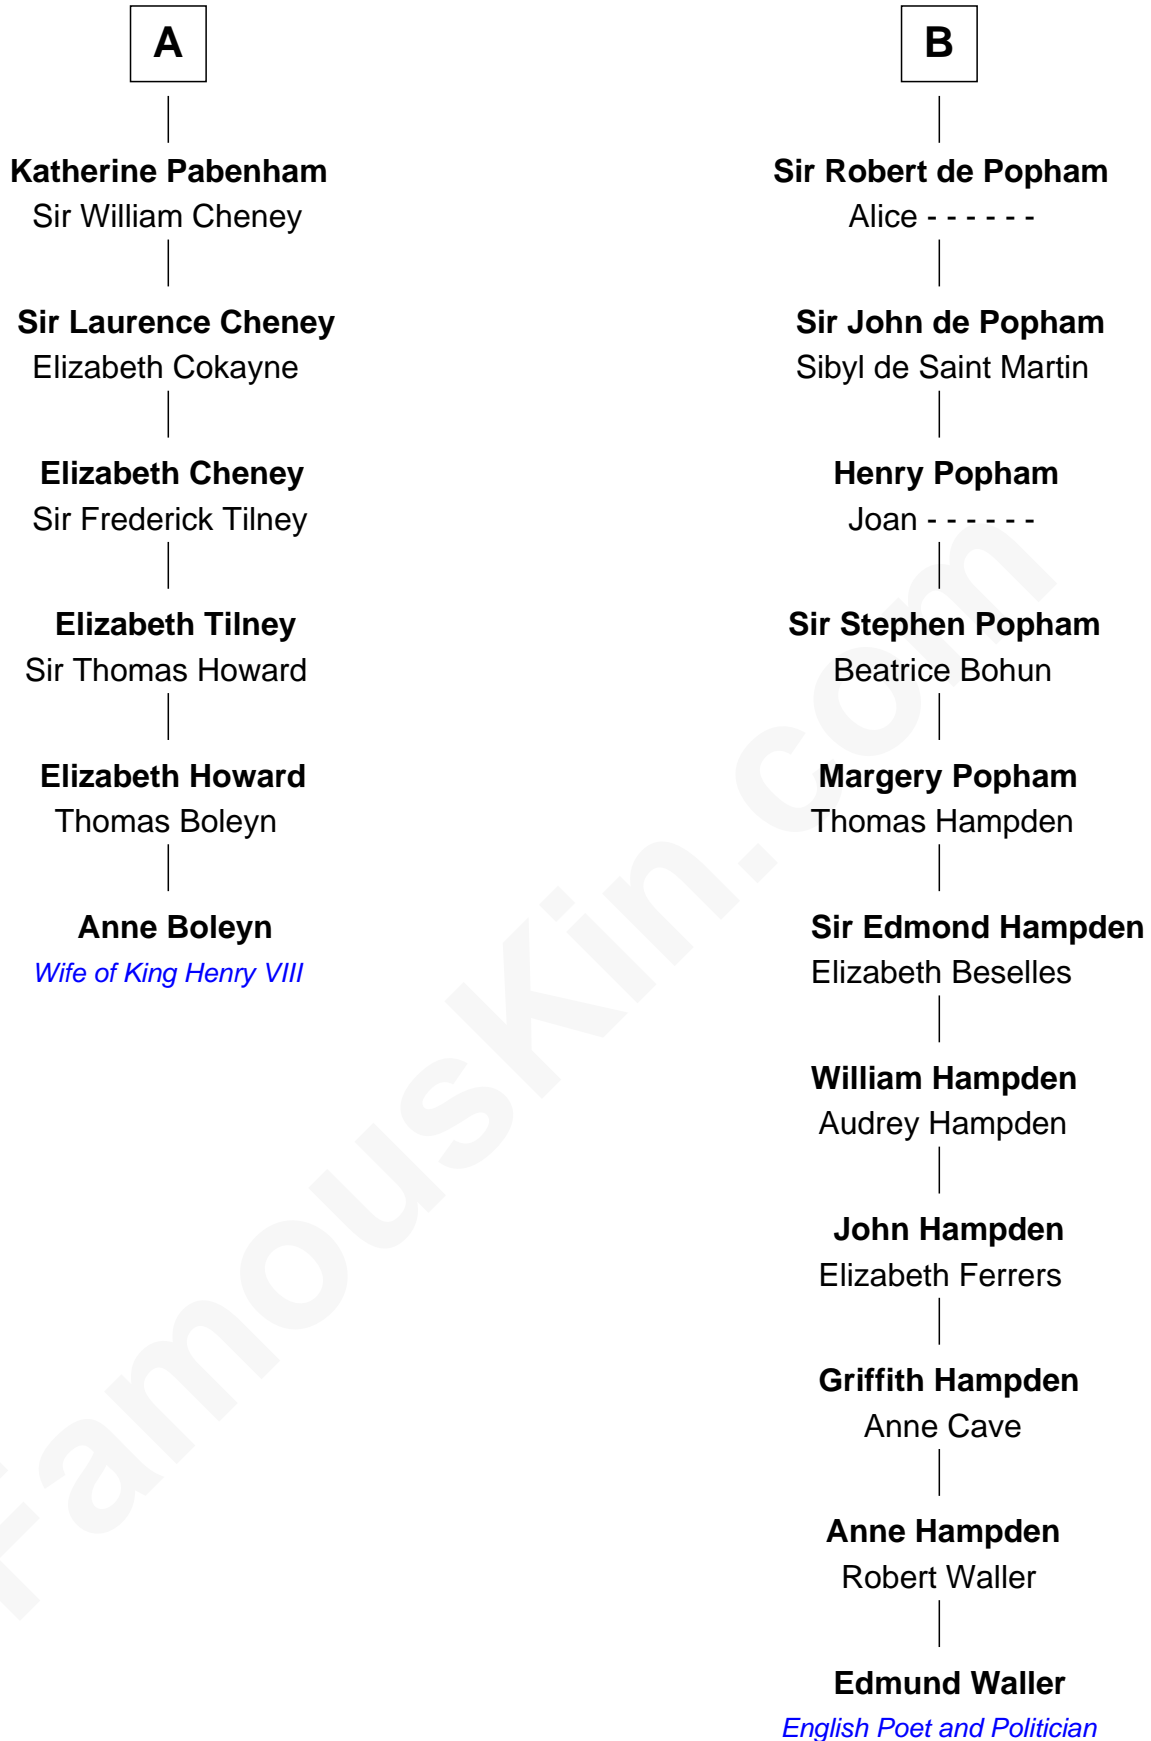 A
Katherine Pabenham
Sir William Cheney
Sir Laurence Cheney
Elizabeth Cokayne
Elizabeth Cheney
Sir Frederick Tilney
Elizabeth Tilney
Sir Thomas Howard
Elizabeth Howard
Thomas Boleyn
Anne Boleyn
Wife of King Henry VIII
B
Sir Robert de Popham
Alice - - - - - -
Sir John de Popham
Sibyl de Saint Martin
Henry Popham
Joan - - - - - -
Sir Stephen Popham
Beatrice Bohun
Margery Popham
Thomas Hampden
Sir Edmond Hampden
Elizabeth Beselles
William Hampden
Audrey Hampden
John Hampden
Elizabeth Ferrers
Griffith Hampden
Anne Cave
Anne Hampden
Robert Waller
Edmund Waller
English Poet and Politician
FamousKin.com